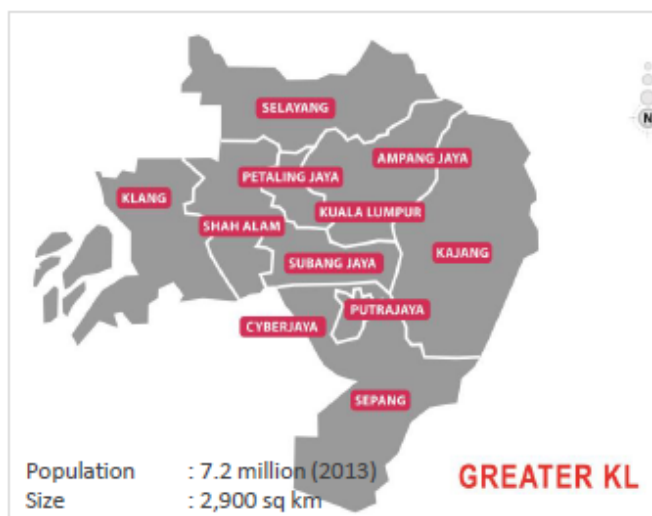 N
SELAYANG
AMPANG JAYA
PETALING JAYA
KLANG
KUALA LUMPUR
SHAH ALAM
KAJANG
SUBANG JAYA
PUTRAJAYA
CYBERJAYA
SEPANG
Population : 7.2 million (2013)
Size : 2,900 sq km
GREATER KL